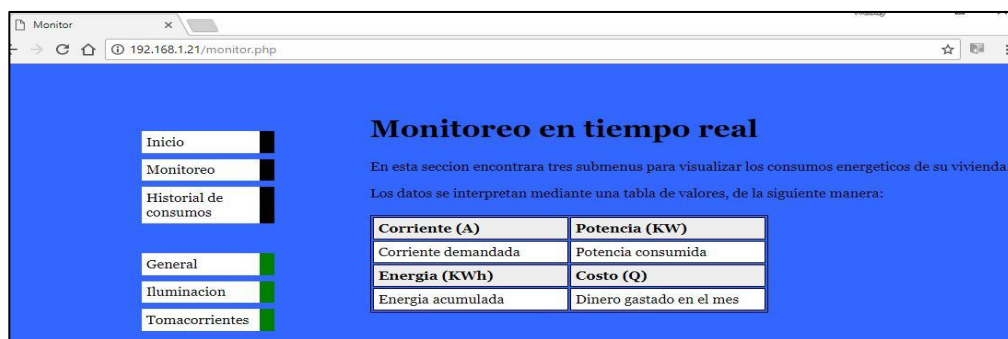 Monitor
192.168.1.21/monitor.php
Inicio
Monitoreo
Historial de
consumos
General
Iluminacion
Tomacorrientes
Monitoreo en tiempo real
En esta seccion encontrara tres submenus para visualizar los consumos energeticos de su vivienda
Los datos se interpretan mediante una tabla de valores, de la siguiente manera:
Corriente (A) Potencia (KW)
Corriente demandada Potencia consumida
Energia (KWh) Costo (Q)
Energia acumulada Dinero gastado en el mes